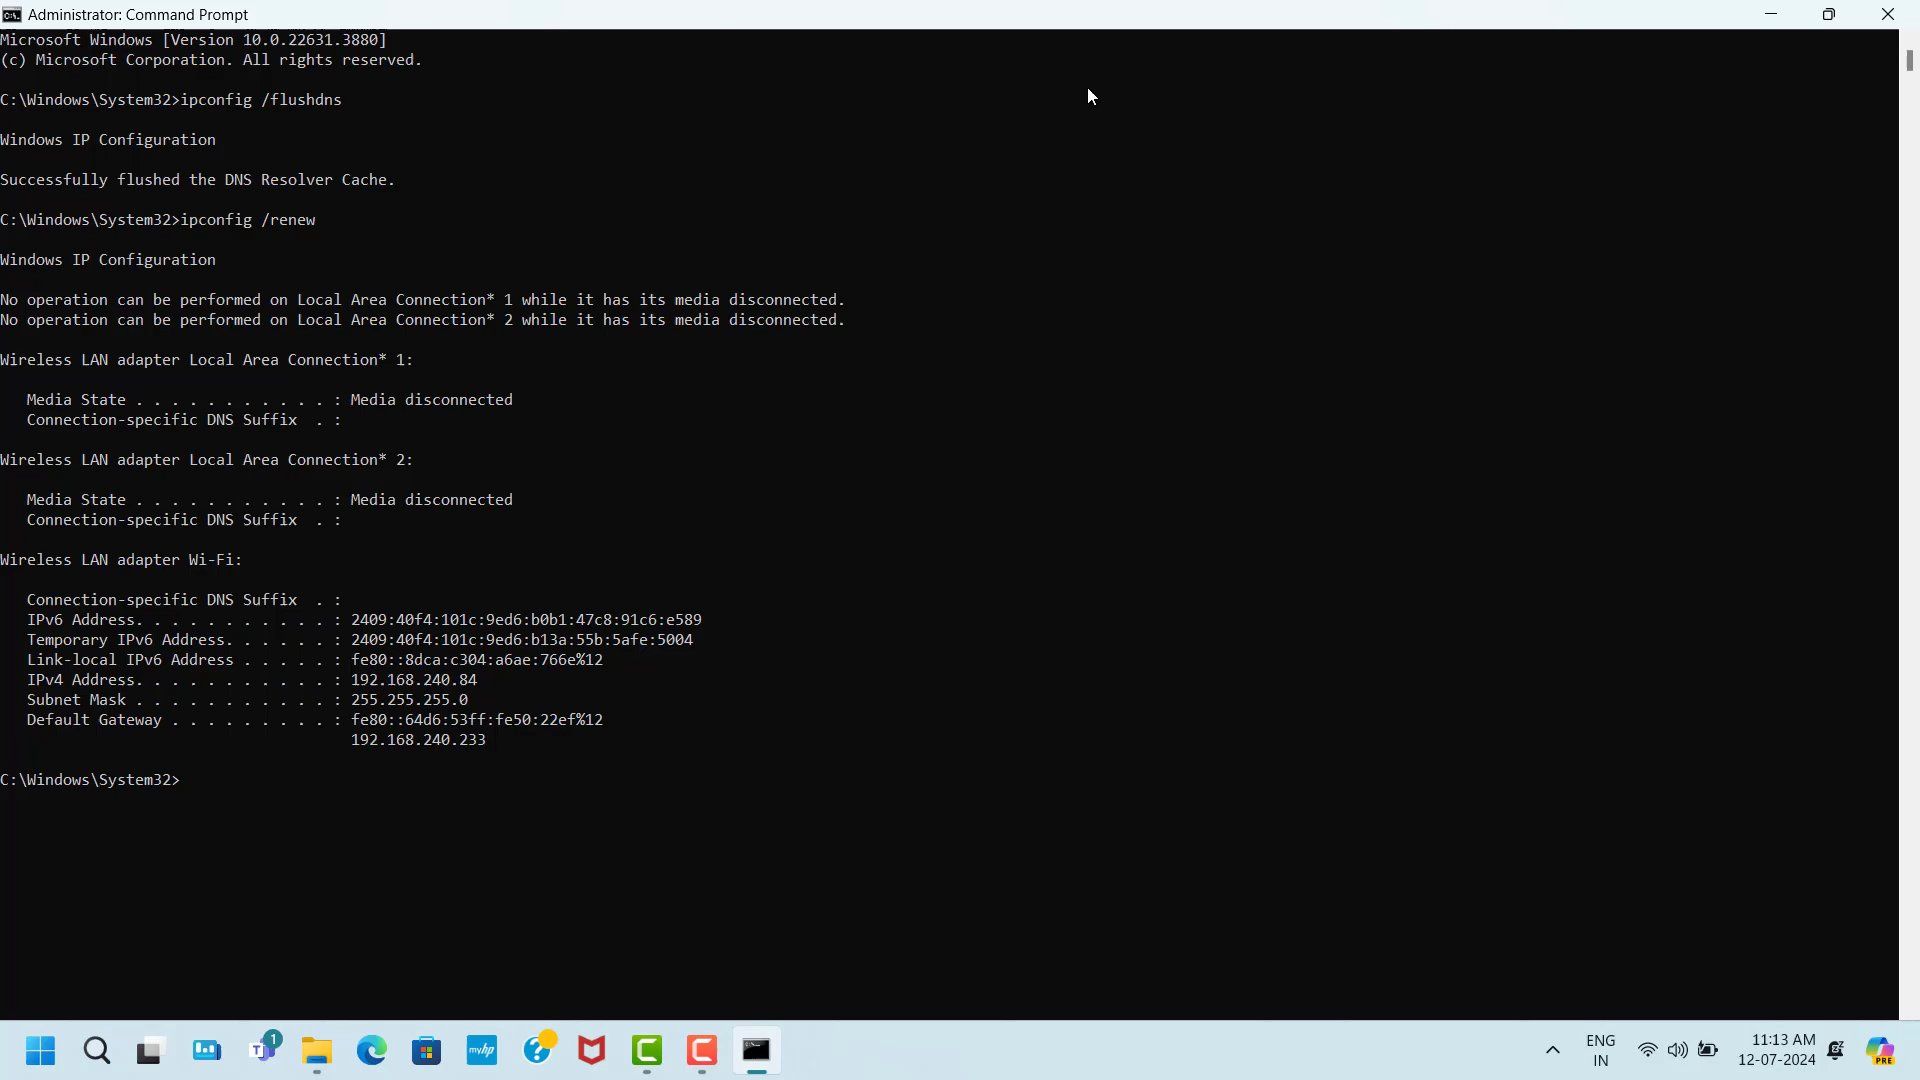 Administrator: Command Prompt
Microsoft Windows [Version 10.0.22631.3880]
(c) Microsoft Corporation. All rights reserved.
C:\Windows\System32>ipconfig /flushdns
Windows IP Configuration
Successfully flushed the DNS Resolver Cache.
C:\Windows\System32>ipconfig /renew
Windows IP Configuration
No operation can be performed on Local Area Connection* 1 while it has its media disconnected.
No operation can be performed on Local Area Connection* 2 while it has its media disconnected.
Wireless LAN adapter Local Area Connection* 1:
   Media State . . . . . . . . . . . : Media disconnected
   Connection-specific DNS Suffix  . :
Wireless LAN adapter Local Area Connection* 2:
   Media State . . . . . . . . . . . : Media disconnected
   Connection-specific DNS Suffix  . :
Wireless LAN adapter Wi-Fi:
   Connection-specific DNS Suffix  . :
   IPv6 Address. . . . . . . . . . . : 2409:40f4:101c:9ed6:b0b1:47c8:91c6:e589
   Temporary IPv6 Address. . . . . . : 2409:40f4:101c:9ed6:b13a:55b:5afe:5004
   Link-local IPv6 Address . . . . . : fe80::8dca:c304:a6ae:766e%12
   IPv4 Address. . . . . . . . . . . : 192.168.240.84
   Subnet Mask . . . . . . . . . . . : 255.255.255.0
   Default Gateway . . . . . . . . . : fe80::64d6:53ff:fe50:22ef%12
                                       192.168.240.233
C:\Windows\System32>
1
myhp
ENG
IN
11:13 AM
12-07-2024
PRE